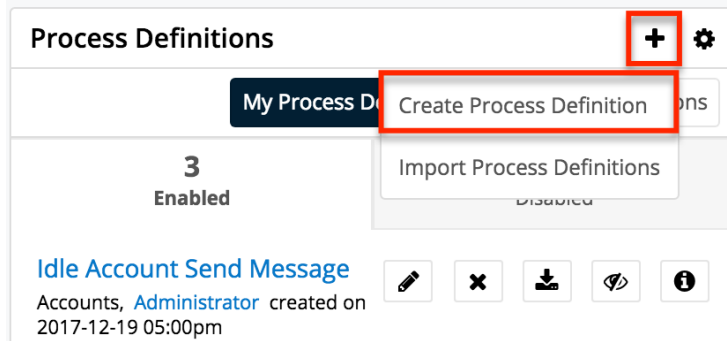 Process Definitions
My Process D
ons
Create Process Definition
Import Process Definitions
3
Enabled
Disabled
Idle Account Send Message
Accounts, Administrator created on
2017-12-19 05:00pm